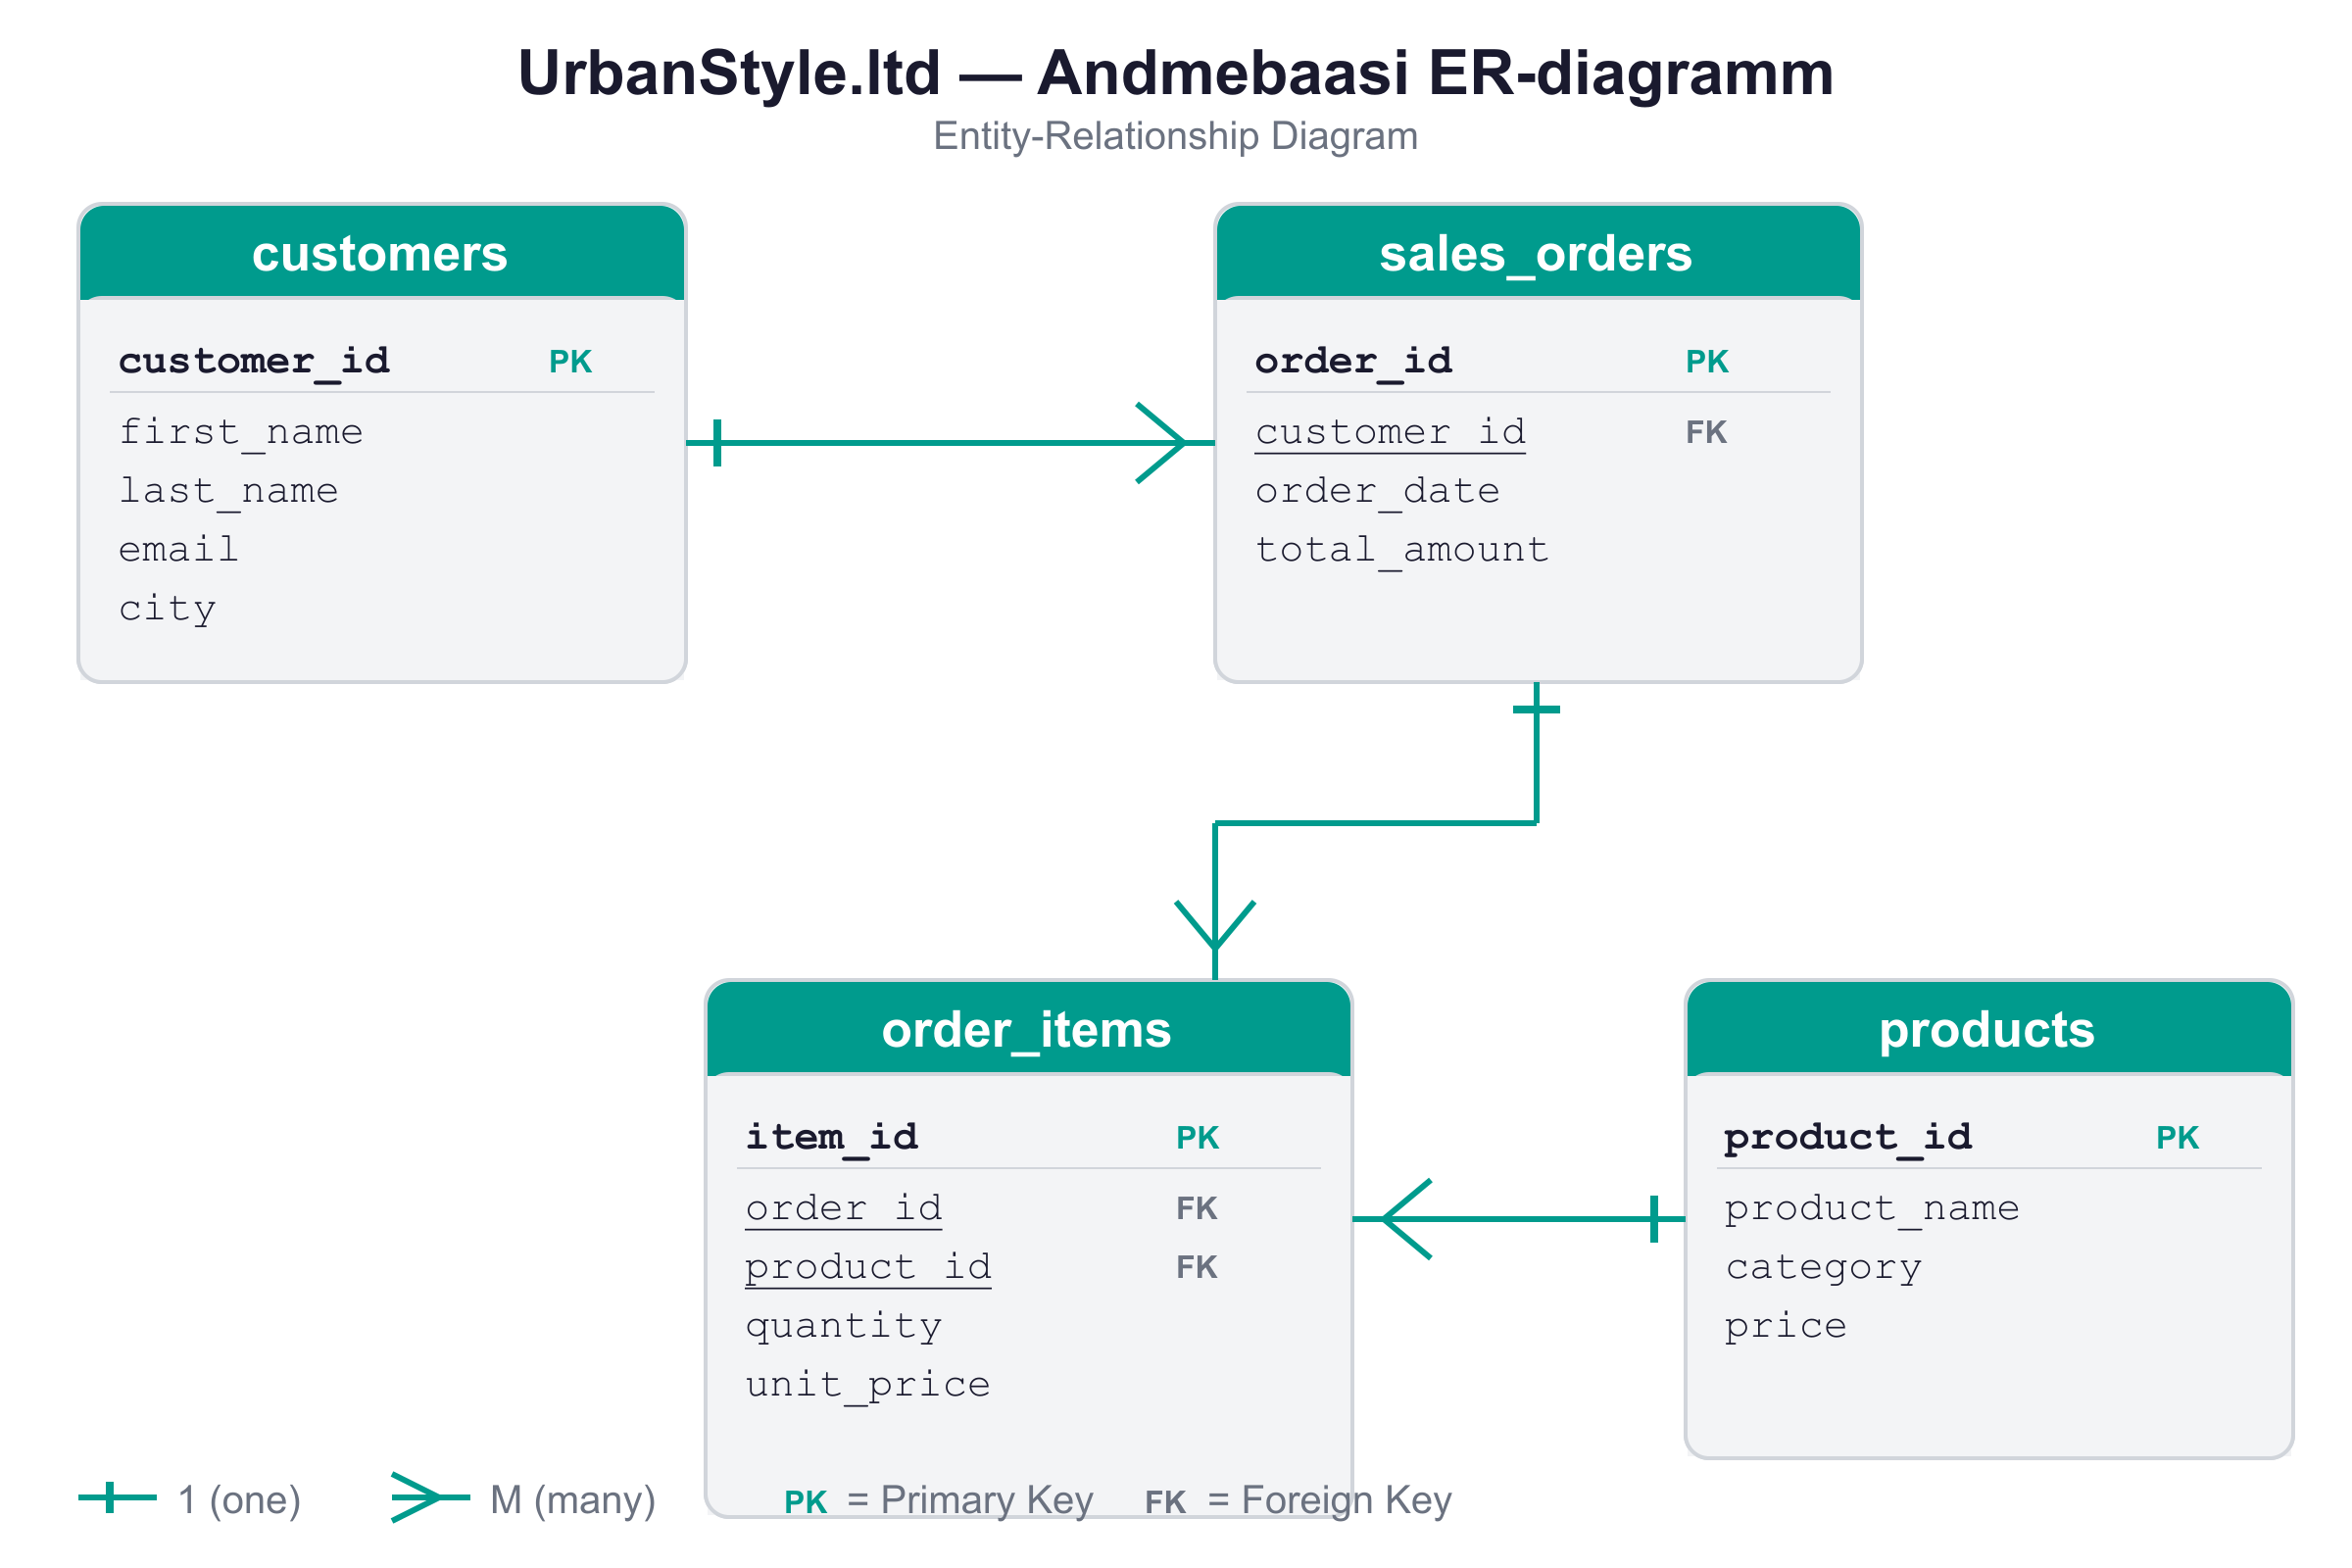 UrbanStyle.ltd — Andmebaasi ER-diagramm
Entity-Relationship Diagram
customers
customer_id PK
first_name
last_name
email
city
sales_orders
order_id PK
customer_id FK
order_date
total_amount
order_items
item_id PK
order_id FK
product_id FK
quantity
unit_price
products
product_id PK
product_name
category
price
1 (one) M (many) PK = Primary Key FK = Foreign Key